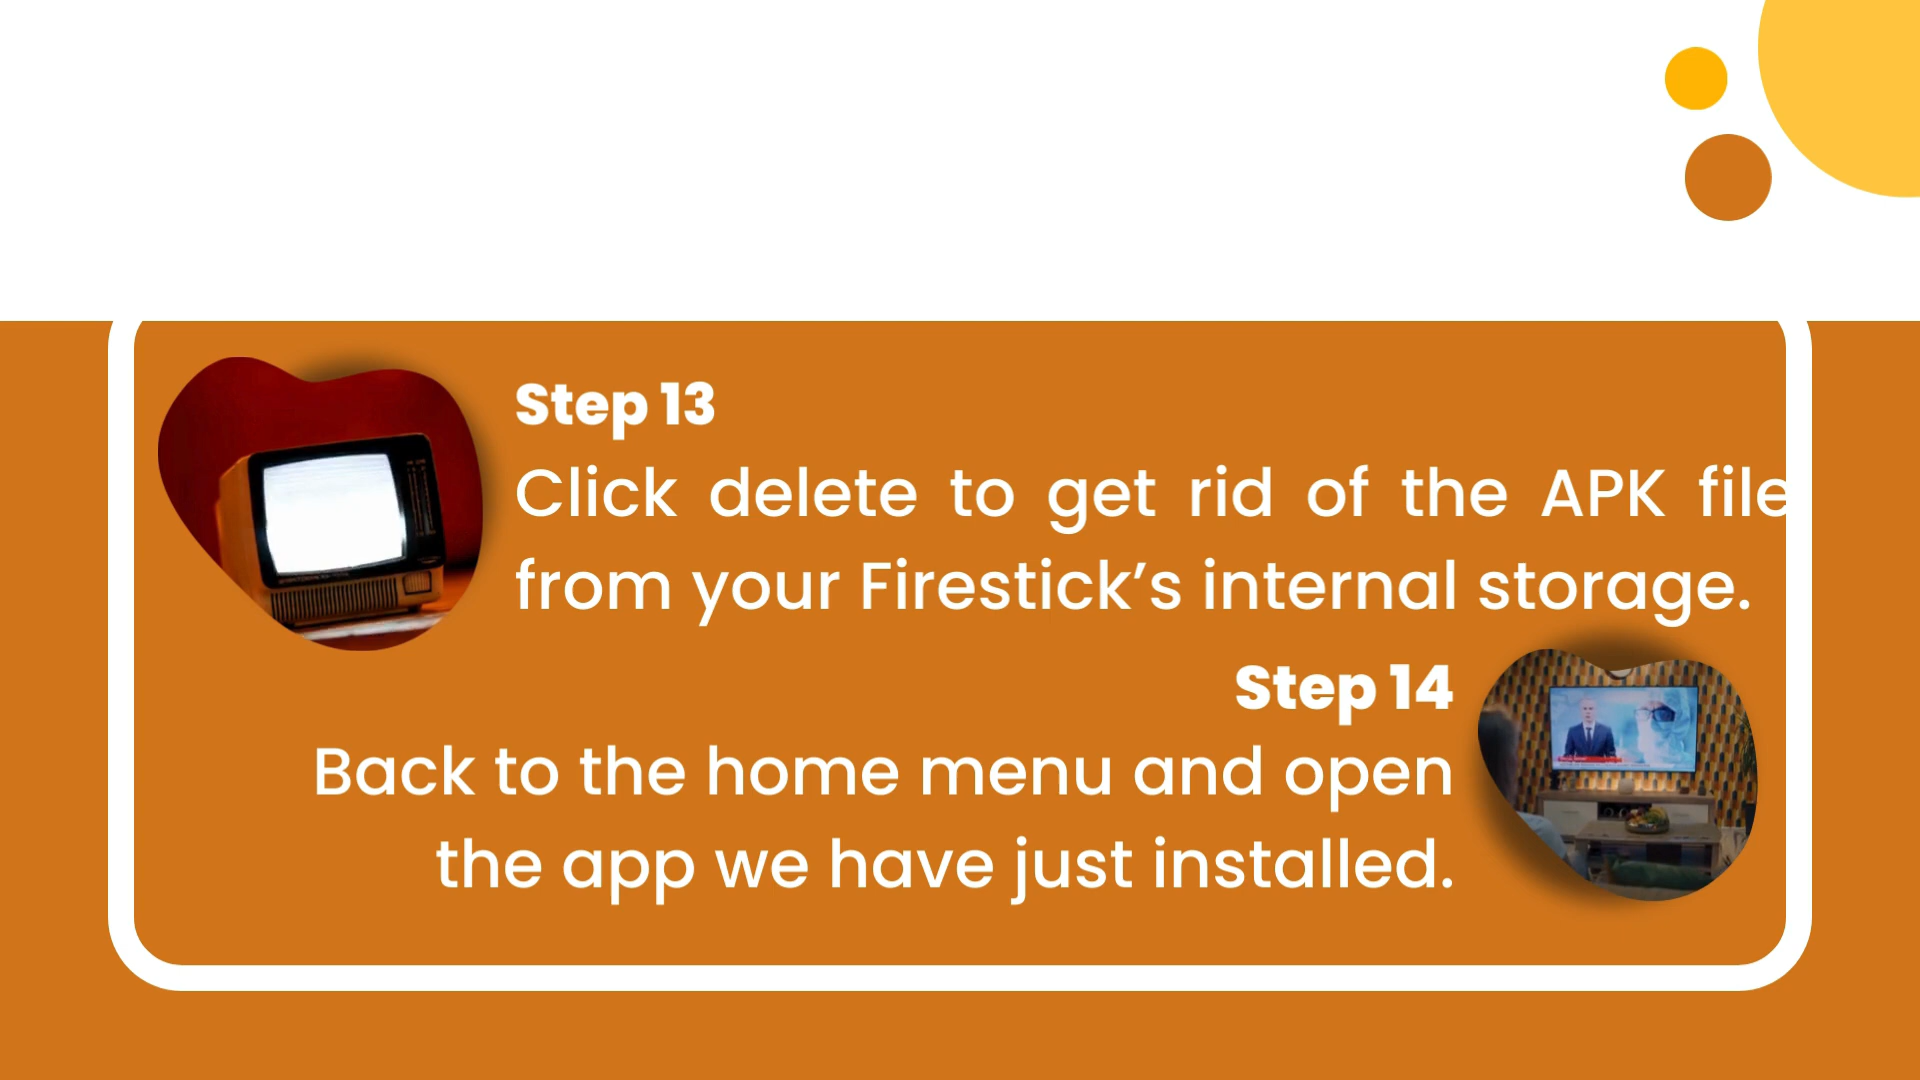 Step 13
Click delete to get rid of the APK file
from your Firestick’s internal storage.
Step 14
Back to the home menu and open
the app we have just installed.